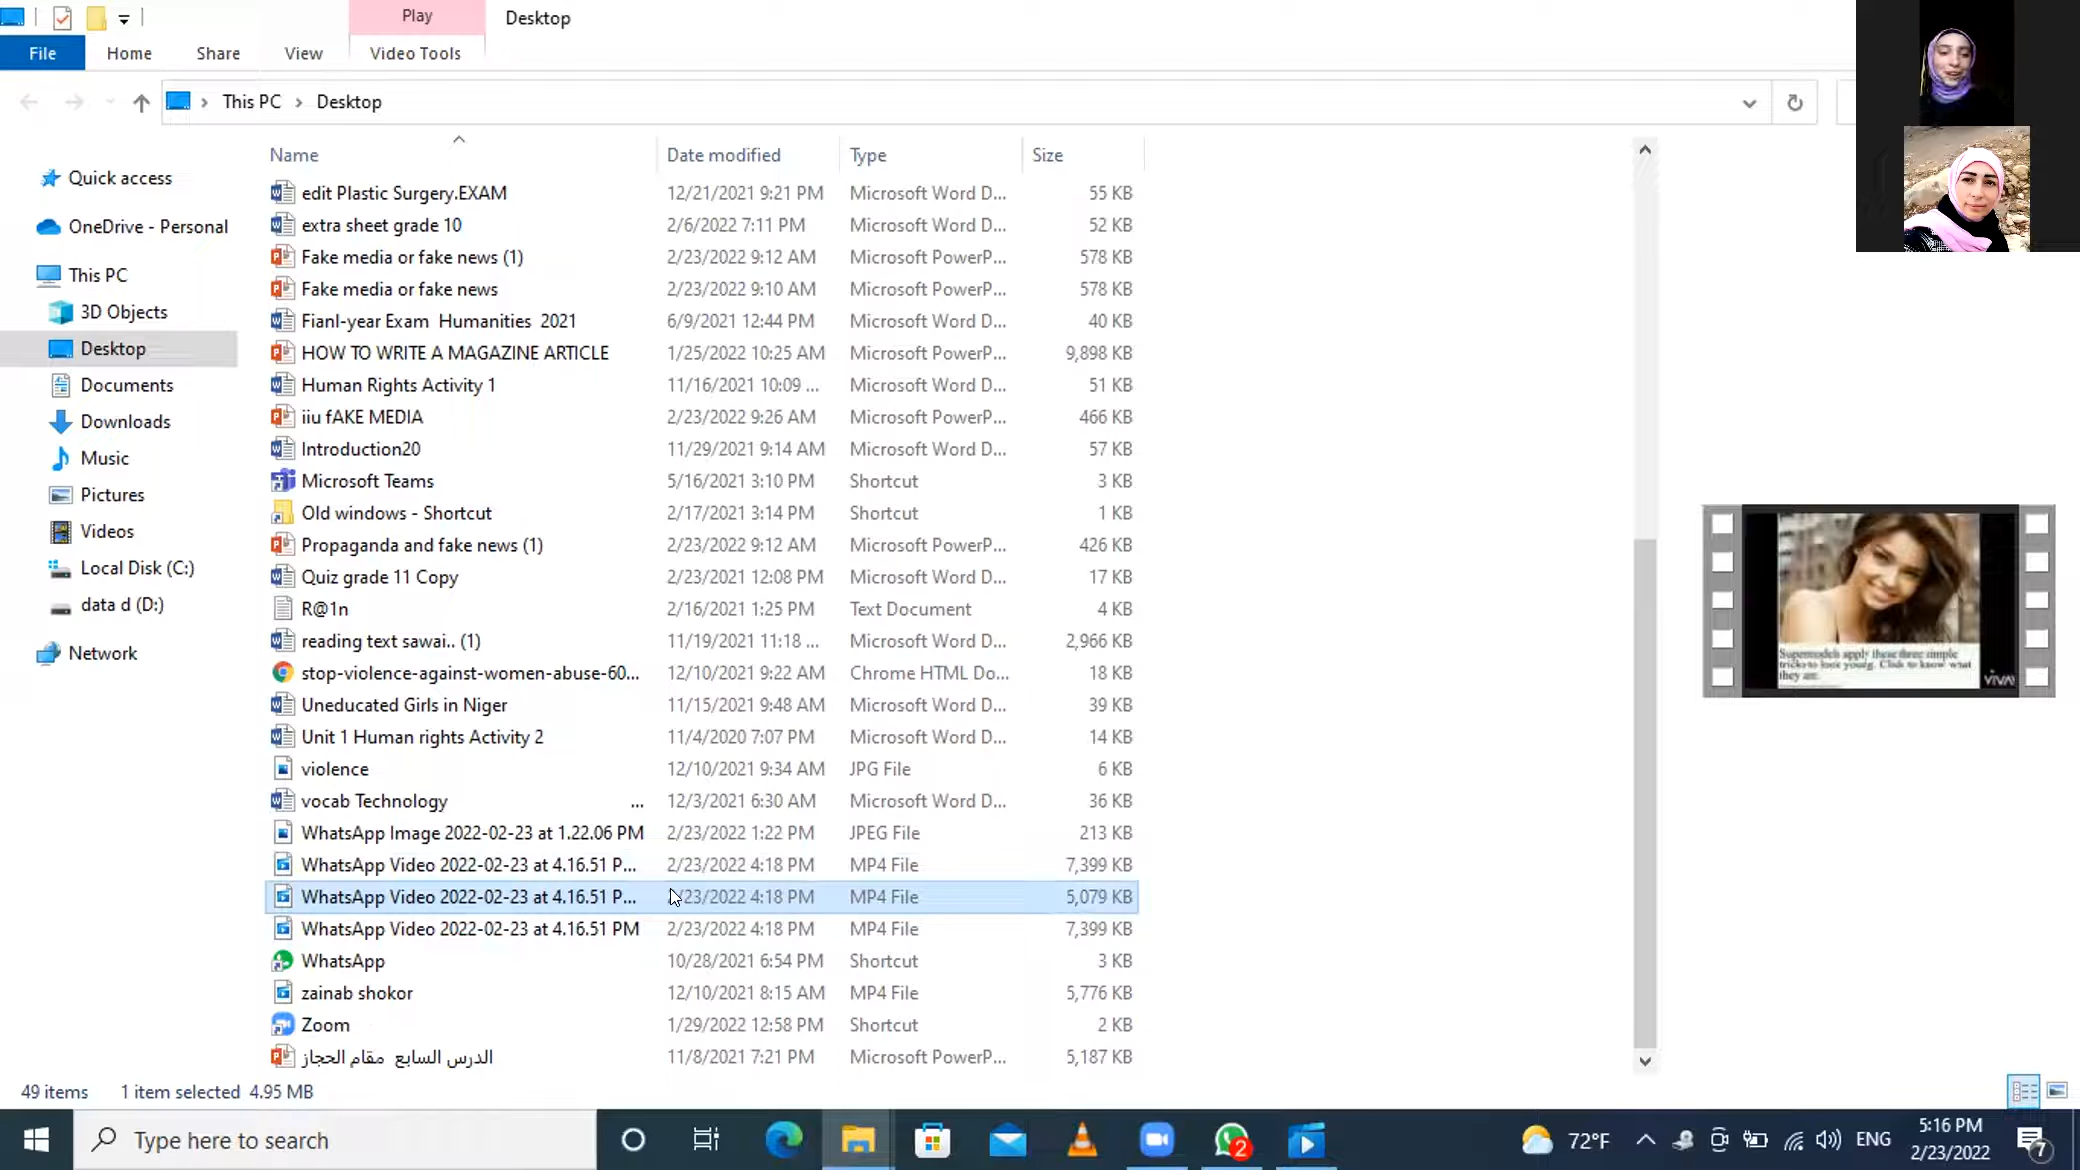 Play
Desktop
File
Home
Share
View
Video Tools
This PC
Desktop
Name
Date modified
Type
Size
Quick access
OneDrive - Personal
This PC
3D Objects
Desktop
Documents
Downloads
Music
Pictures
Videos
Local Disk (C:)
data d (D:)
Network
edit Plastic Surgery.EXAM 12/21/2021 9:21 PM Microsoft Word D... 55 KB
extra sheet grade 10 2/6/2022 7:11 PM Microsoft Word D... 52 KB
Fake media or fake news (1) 2/23/2022 9:12 AM Microsoft PowerP... 578 KB
Fake media or fake news 2/23/2022 9:10 AM Microsoft PowerP... 578 KB
Fianl-year Exam Humanities 2021 6/9/2021 12:44 PM Microsoft Word D... 40 KB
HOW TO WRITE A MAGAZINE ARTICLE 1/25/2022 10:25 AM Microsoft PowerP... 9,898 KB
Human Rights Activity 1 11/16/2021 10:09 ... Microsoft Word D... 51 KB
iiu fAKE MEDIA 2/23/2022 9:26 AM Microsoft PowerP... 466 KB
Introduction20 11/29/2021 9:14 AM Microsoft Word D... 57 KB
Microsoft Teams 5/16/2021 3:10 PM Shortcut 3 KB
Old windows - Shortcut 2/17/2021 3:14 PM Shortcut 1 KB
Propaganda and fake news (1) 2/23/2022 9:12 AM Microsoft PowerP... 426 KB
Quiz grade 11 Copy 2/23/2021 12:08 PM Microsoft Word D... 17 KB
R@1n 2/16/2021 1:25 PM Text Document 4 KB
reading text sawai.. (1) 11/19/2021 11:18 ... Microsoft Word D... 2,966 KB
stop-violence-against-women-abuse-60... 12/10/2021 9:22 AM Chrome HTML Do... 18 KB
Uneducated Girls in Niger 11/15/2021 9:48 AM Microsoft Word D... 39 KB
Unit 1 Human rights Activity 2 11/4/2020 7:07 PM Microsoft Word D... 14 KB
violence 12/10/2021 9:34 AM JPG File 6 KB
vocab Technology ... 12/3/2021 6:30 AM Microsoft Word D... 36 KB
WhatsApp Image 2022-02-23 at 1.22.06 PM 2/23/2022 1:22 PM JPEG File 213 KB
WhatsApp Video 2022-02-23 at 4.16.51 P... 2/23/2022 4:18 PM MP4 File 7,399 KB
WhatsApp Video 2022-02-23 at 4.16.51 P... /23/2022 4:18 PM MP4 File 5,079 KB
WhatsApp Video 2022-02-23 at 4.16.51 PM 2/23/2022 4:18 PM MP4 File 7,399 KB
WhatsApp 10/28/2021 6:54 PM Shortcut 3 KB
zainab shokor 12/10/2021 8:15 AM MP4 File 5,776 KB
Zoom 1/29/2022 12:58 PM Shortcut 2 KB
الدرس السابع مقام الحجاز 11/8/2021 7:21 PM Microsoft PowerP... 5,187 KB
Supermodels apply these three simple
tricks to look young. Click to know what
they are.
VIVA
49 items
1 item selected 4.95 MB
Type here to search
2
72°F
ENG
5:16 PM
2/23/2022
7